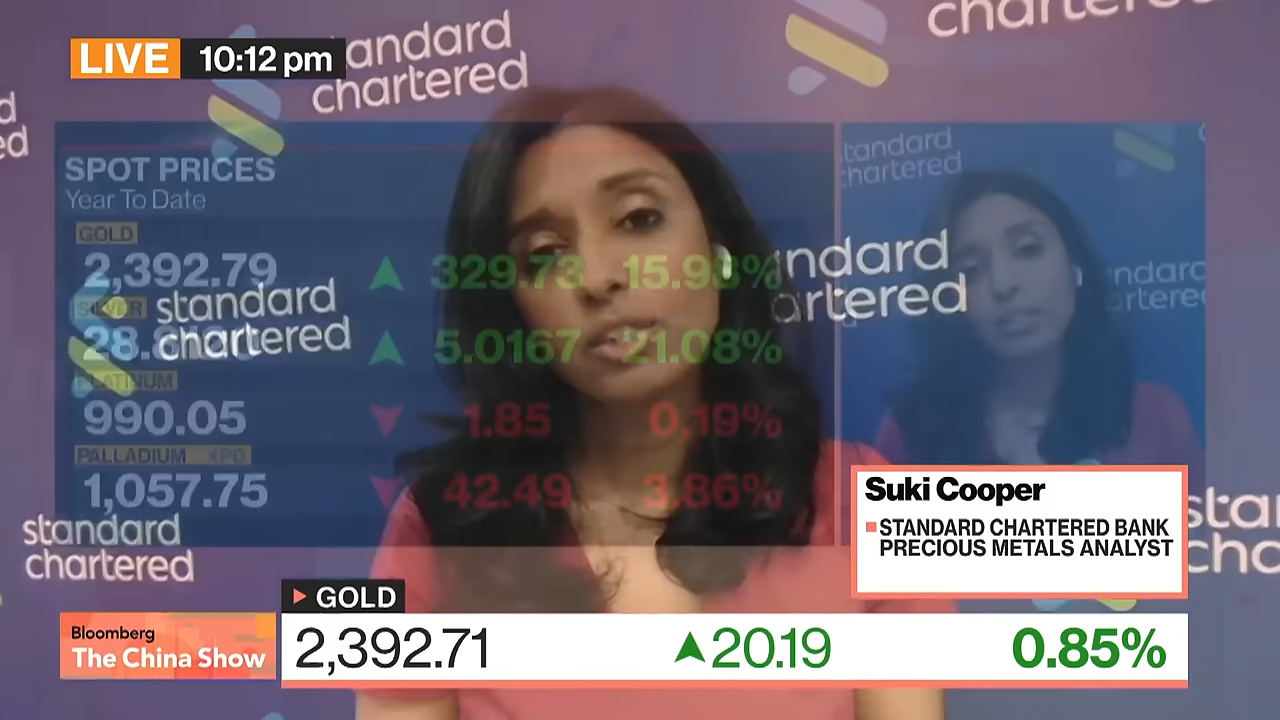 LIVE 10:12 pm
standard
chartered
chartered
SPOT PRICES
Year To Date
GOLD
2,392.79 ▲ 329.73 15.98%
standard
chartered
▲ 5.0167 21.08%
PLATINUM
990.05 ▼ 1.85 0.19%
PALLADIUM XPD
1,057.75 ▼ 42.49 3.86%
standard
chartered
Suki Cooper
STANDARD CHARTERED BANK
PRECIOUS METALS ANALYST
GOLD
2,392.71 ▲20.19 0.85%
Bloomberg
The China Show